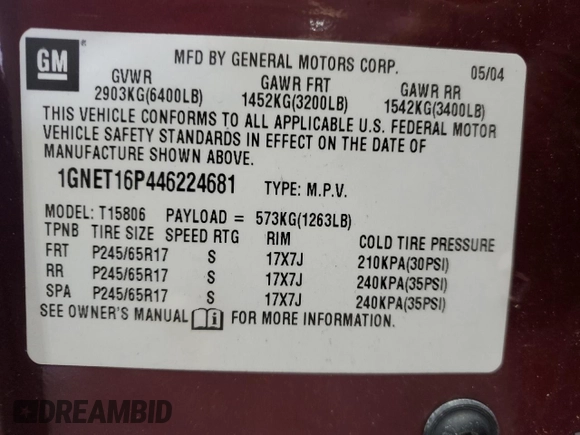 GM
MFD BY GENERAL MOTORS CORP.
05/04
GVWR GAWR FRT GAWR RR
2903KG(6400LB) 1452KG(3200LB) 1542KG(3400LB)
THIS VEHICLE CONFORMS TO ALL APPLICABLE U.S. FEDERAL MOTOR
VEHICLE SAFETY STANDARDS IN EFFECT ON THE DATE OF
MANUFACTURE SHOWN ABOVE.
1GNET16P446224681 TYPE: M.P.V.
MODEL: T15806 PAYLOAD = 573KG(1263LB)
TPNB TIRE SIZE SPEED RTG RIM COLD TIRE PRESSURE
FRT P245/65R17 S 17X7J 210KPA(30PSI)
RR P245/65R17 S 17X7J 240KPA(35PSI)
SPA P245/65R17 S 17X7J 240KPA(35PSI)
SEE OWNER'S MANUAL FOR MORE INFORMATION.
DREAMBID